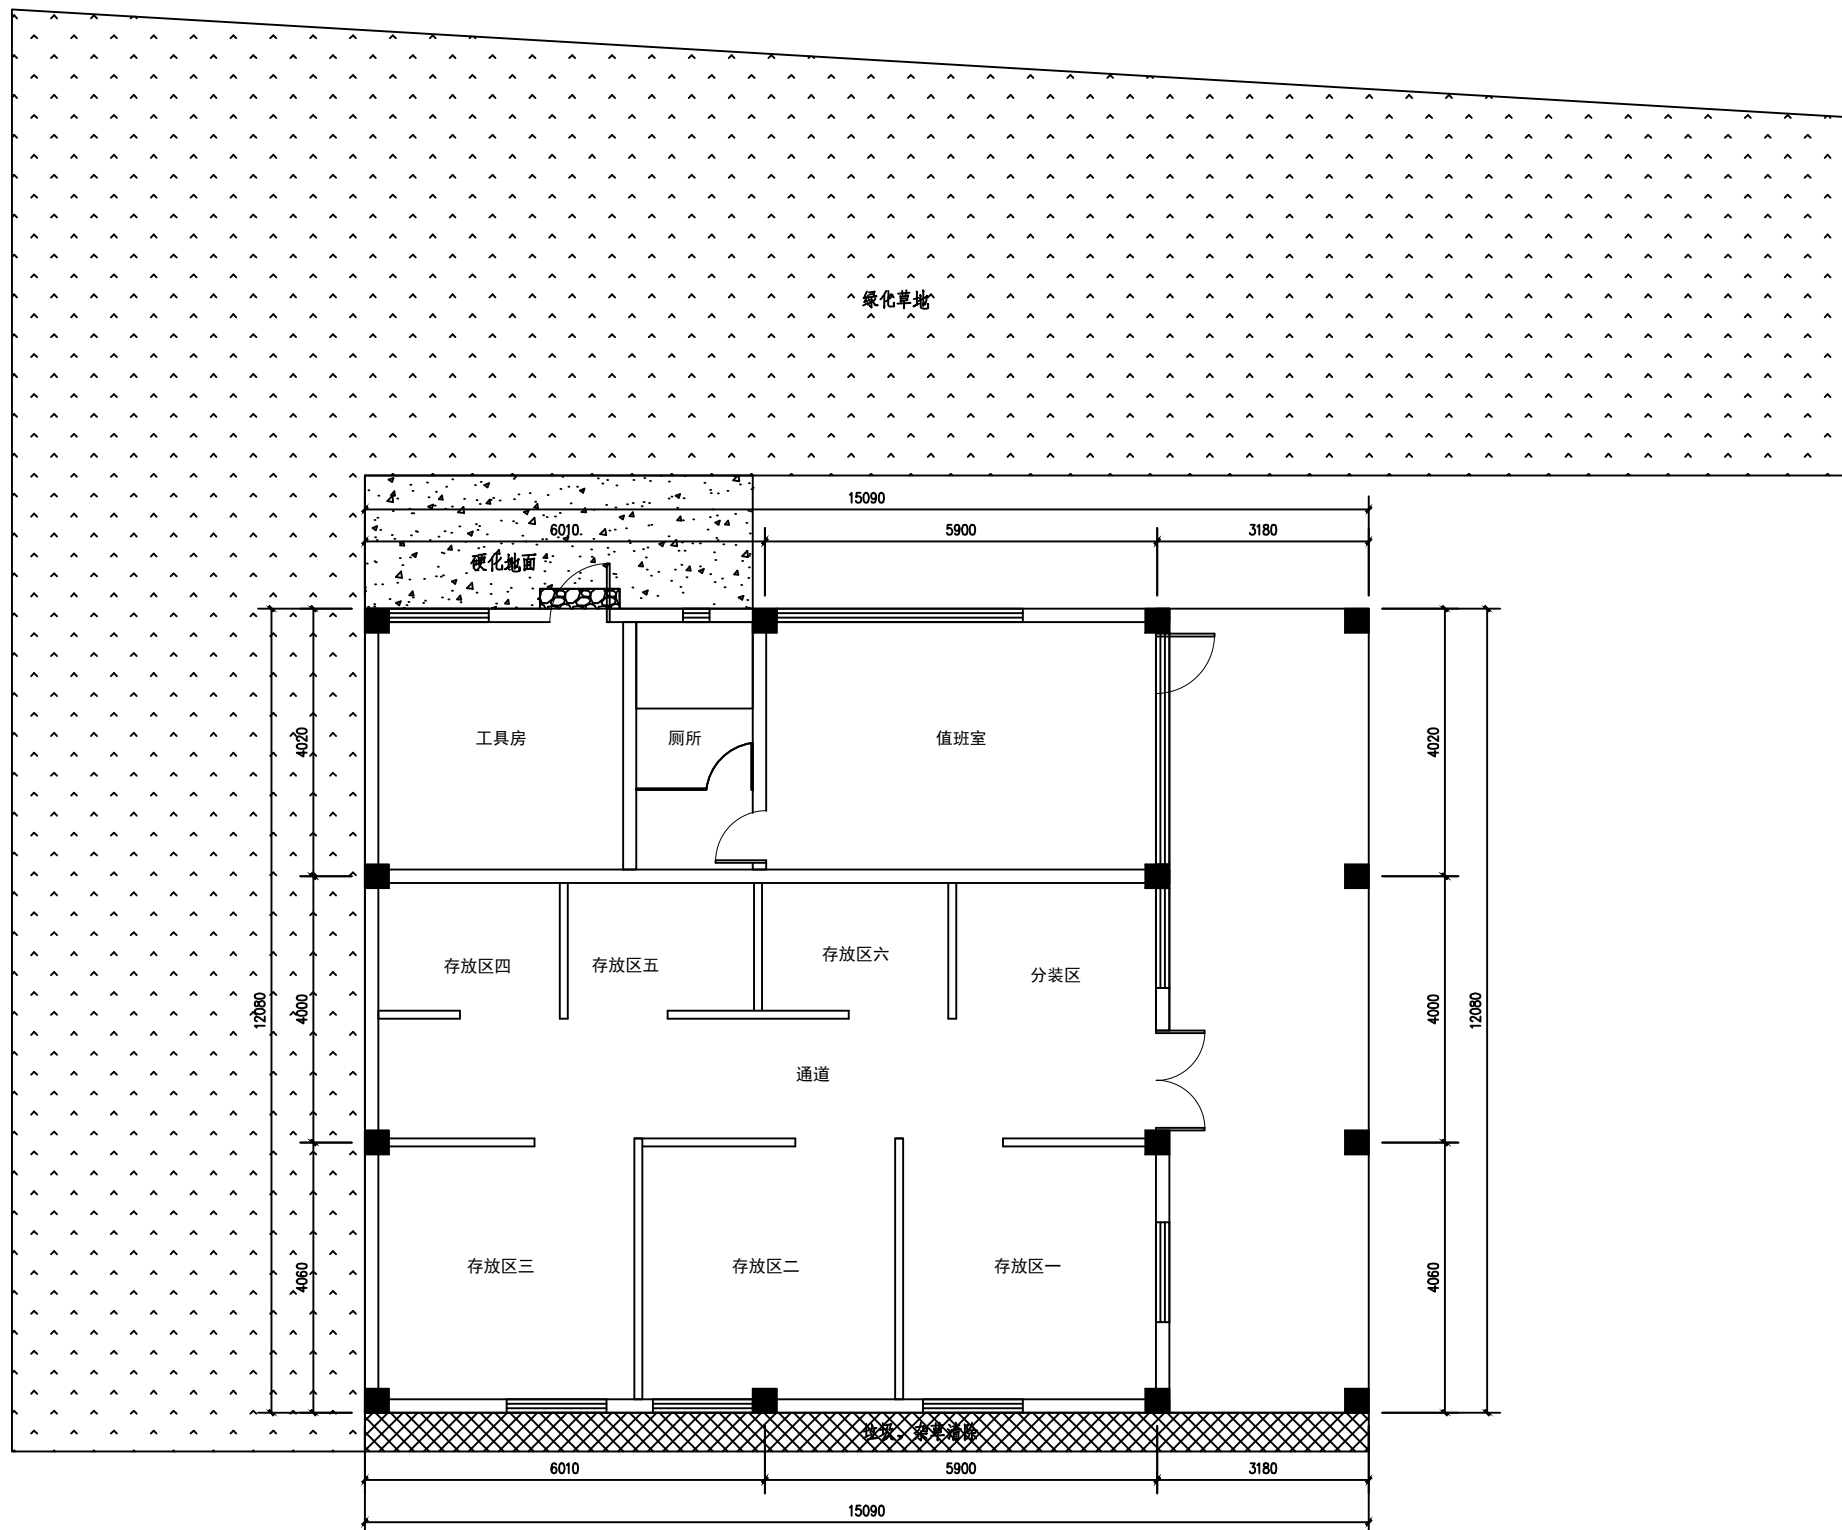 绿化草地
15090
6010
5900
3180
硬化地面
4020
工具房
厕所
值班室
4020
12080
4000
存放区四
存放区五
存放区六
分装区
4000
12080
通道
4060
存放区三
存放区二
存放区一
4060
垃圾、杂草清除
6010
5900
3180
15090